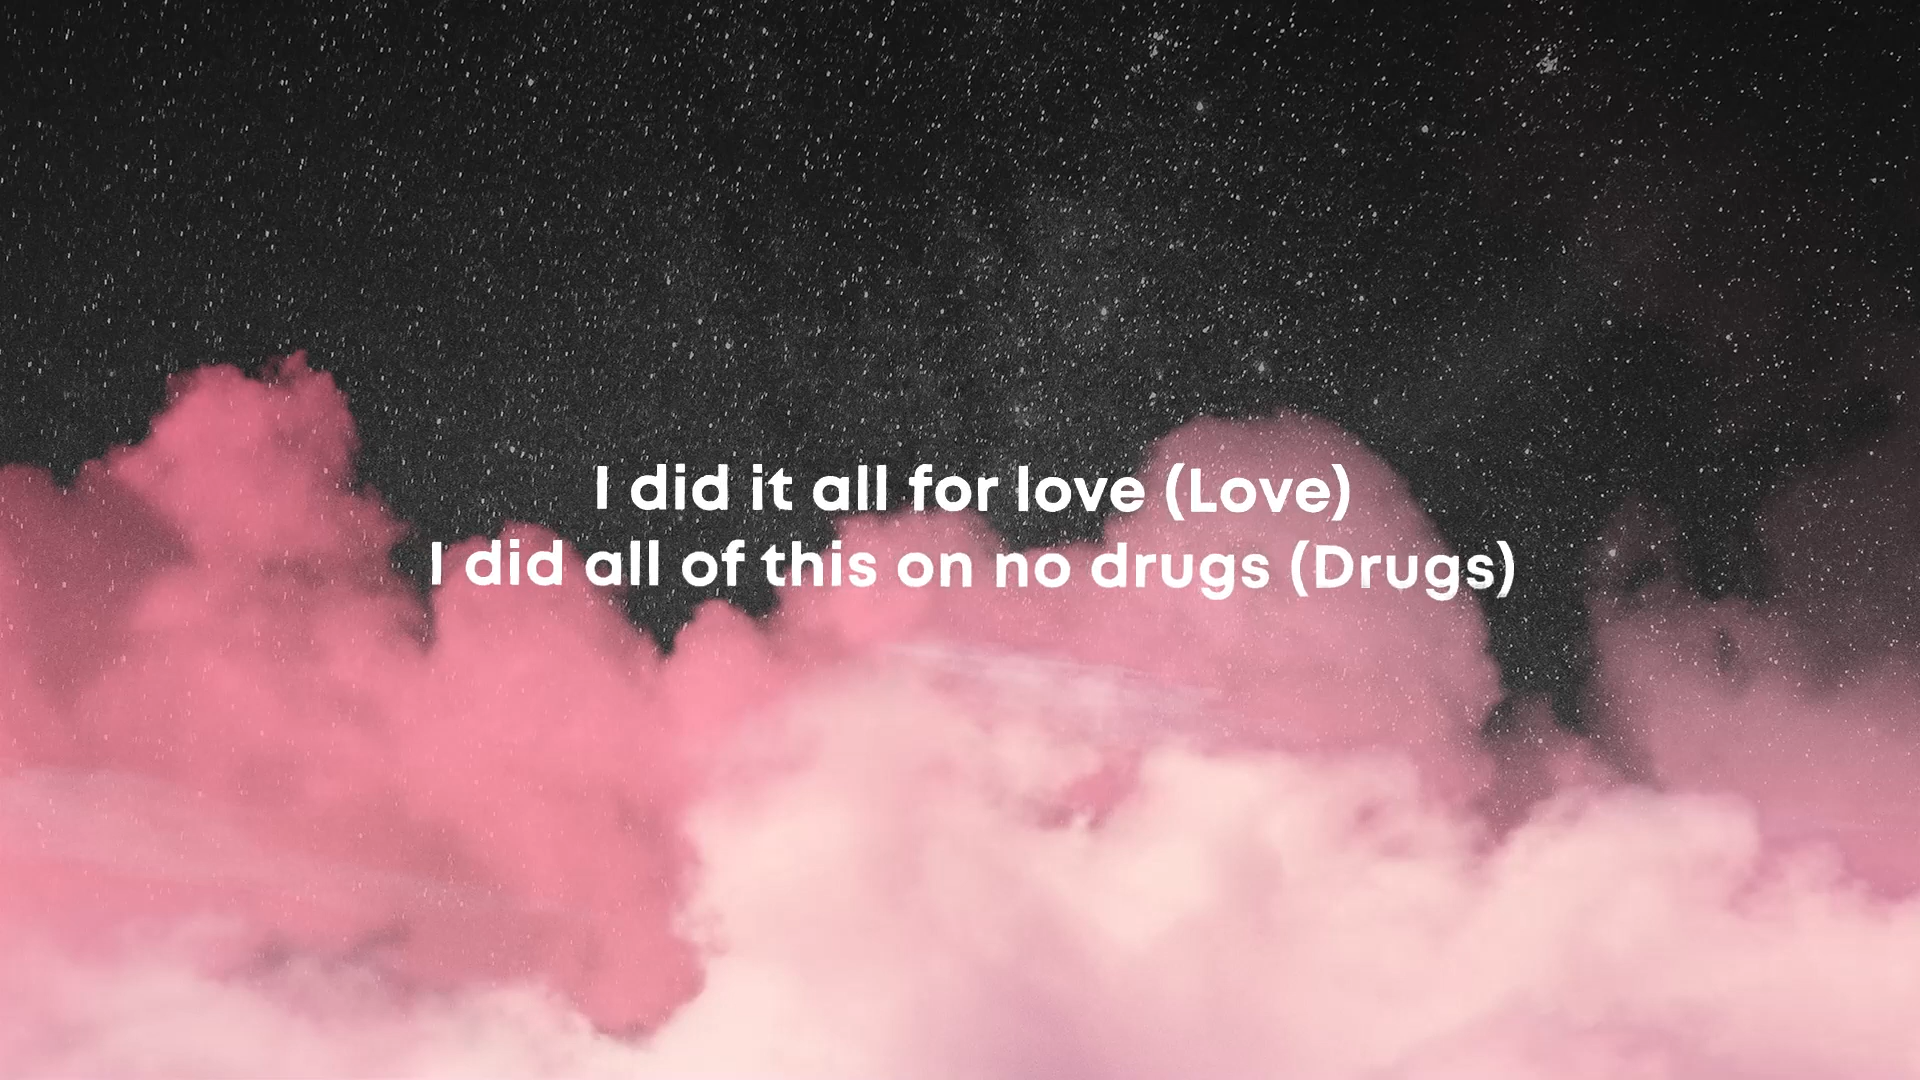 I did it all for love (Love)
I did all of this on no drugs (Drugs)